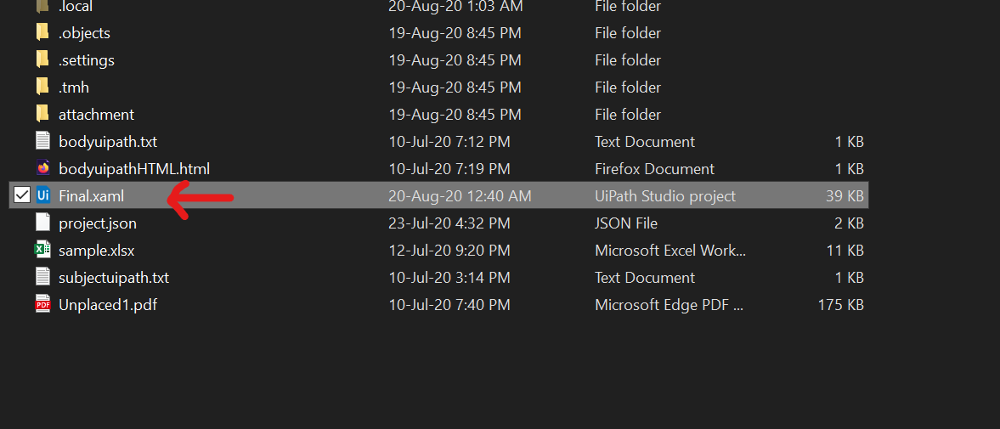 .local 20-Aug-20 1:03 AM File folder
.objects 19-Aug-20 8:45 PM File folder
.settings 19-Aug-20 8:45 PM File folder
.tmh 19-Aug-20 8:45 PM File folder
attachment 19-Aug-20 8:45 PM File folder
bodyuipath.txt 10-Jul-20 7:12 PM Text Document 1 KB
bodyuipathHTML.html 10-Jul-20 7:19 PM Firefox Document 1 KB
Ui Final.xaml 20-Aug-20 12:40 AM UiPath Studio project 39 KB
project.json 23-Jul-20 4:32 PM JSON File 2 KB
sample.xlsx 12-Jul-20 9:20 PM Microsoft Excel Work... 11 KB
subjectuipath.txt 10-Jul-20 3:14 PM Text Document 1 KB
PDF Unplaced1.pdf 10-Jul-20 7:40 PM Microsoft Edge PDF ... 175 KB